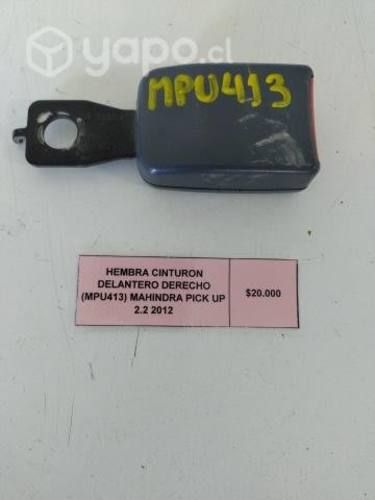 yapo.cl
MPU413
HEMBRA CINTURON
DELANTERO DERECHO
(MPU413) MAHINDRA PICK UP
2.2 2012
$20.000